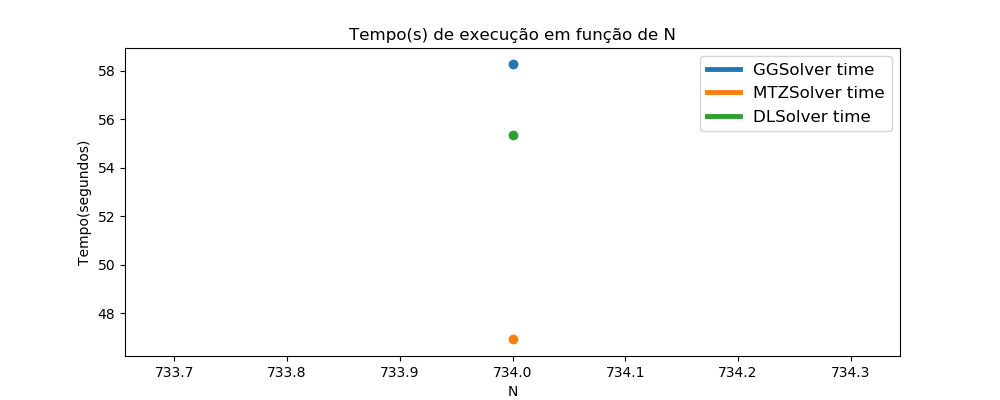 Tempo(s) de execução em função de N
GGSolver time
MTZSolver time
DLSolver time
Tempo(segundos)
58
56
54
52
50
48
733.7 733.8 733.9 734.0 734.1 734.2 734.3
N